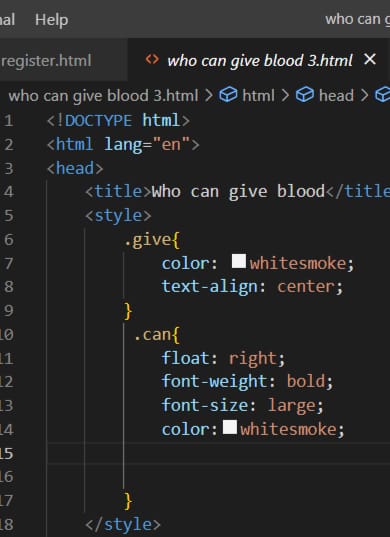 nal Help who can g
register.html <> who can give blood 3.html ×
who can give blood 3.html > html > head >
1 <!DOCTYPE html>
2 <html lang="en">
3 <head>
4 <title>Who can give blood</title
5 <style>
6 .give{
7 color: whitesmoke;
8 text-align: center;
9 }
10 .can{
11 float: right;
12 font-weight: bold;
13 font-size: large;
14 color: whitesmoke;
15
16
17 }
18 </style>